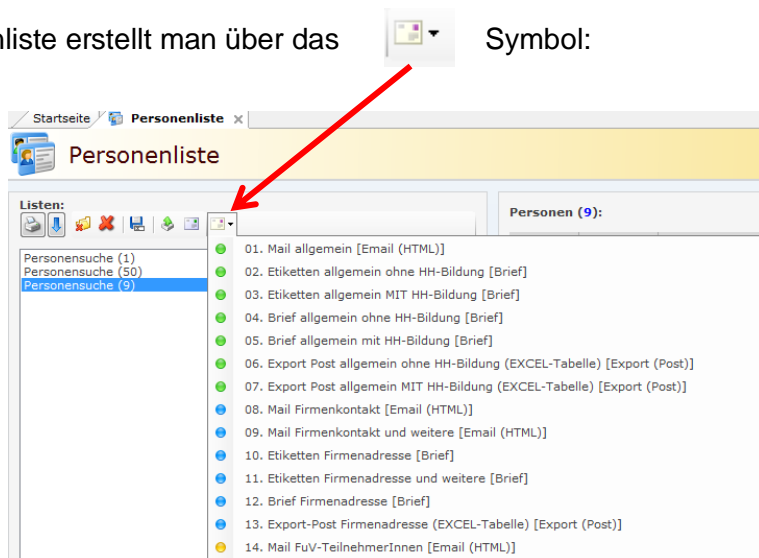 liste erstellt man über das Symbol:
Startseite Personenliste x
Personenliste
Listen:
Personen (9):
Personensuche (1)
Personensuche (50)
Personensuche (9)
01. Mail allgemein [Email (HTML)]
02. Etiketten allgemein ohne HH-Bildung [Brief]
03. Etiketten allgemein MIT HH-Bildung [Brief]
04. Brief allgemein ohne HH-Bildung [Brief]
05. Brief allgemein mit HH-Bildung [Brief]
06. Export Post allgemein ohne HH-Bildung (EXCEL-Tabelle) [Export (Post)]
07. Export Post allgemein MIT HH-Bildung (EXCEL-Tabelle) [Export (Post)]
08. Mail Firmenkontakt [Email (HTML)]
09. Mail Firmenkontakt und weitere [Email (HTML)]
10. Etiketten Firmenadresse [Brief]
11. Etiketten Firmenadresse und weitere [Brief]
12. Brief Firmenadresse [Brief]
13. Export-Post Firmenadresse (EXCEL-Tabelle) [Export (Post)]
14. Mail FuV-TeilnehmerInnen [Email (HTML)]